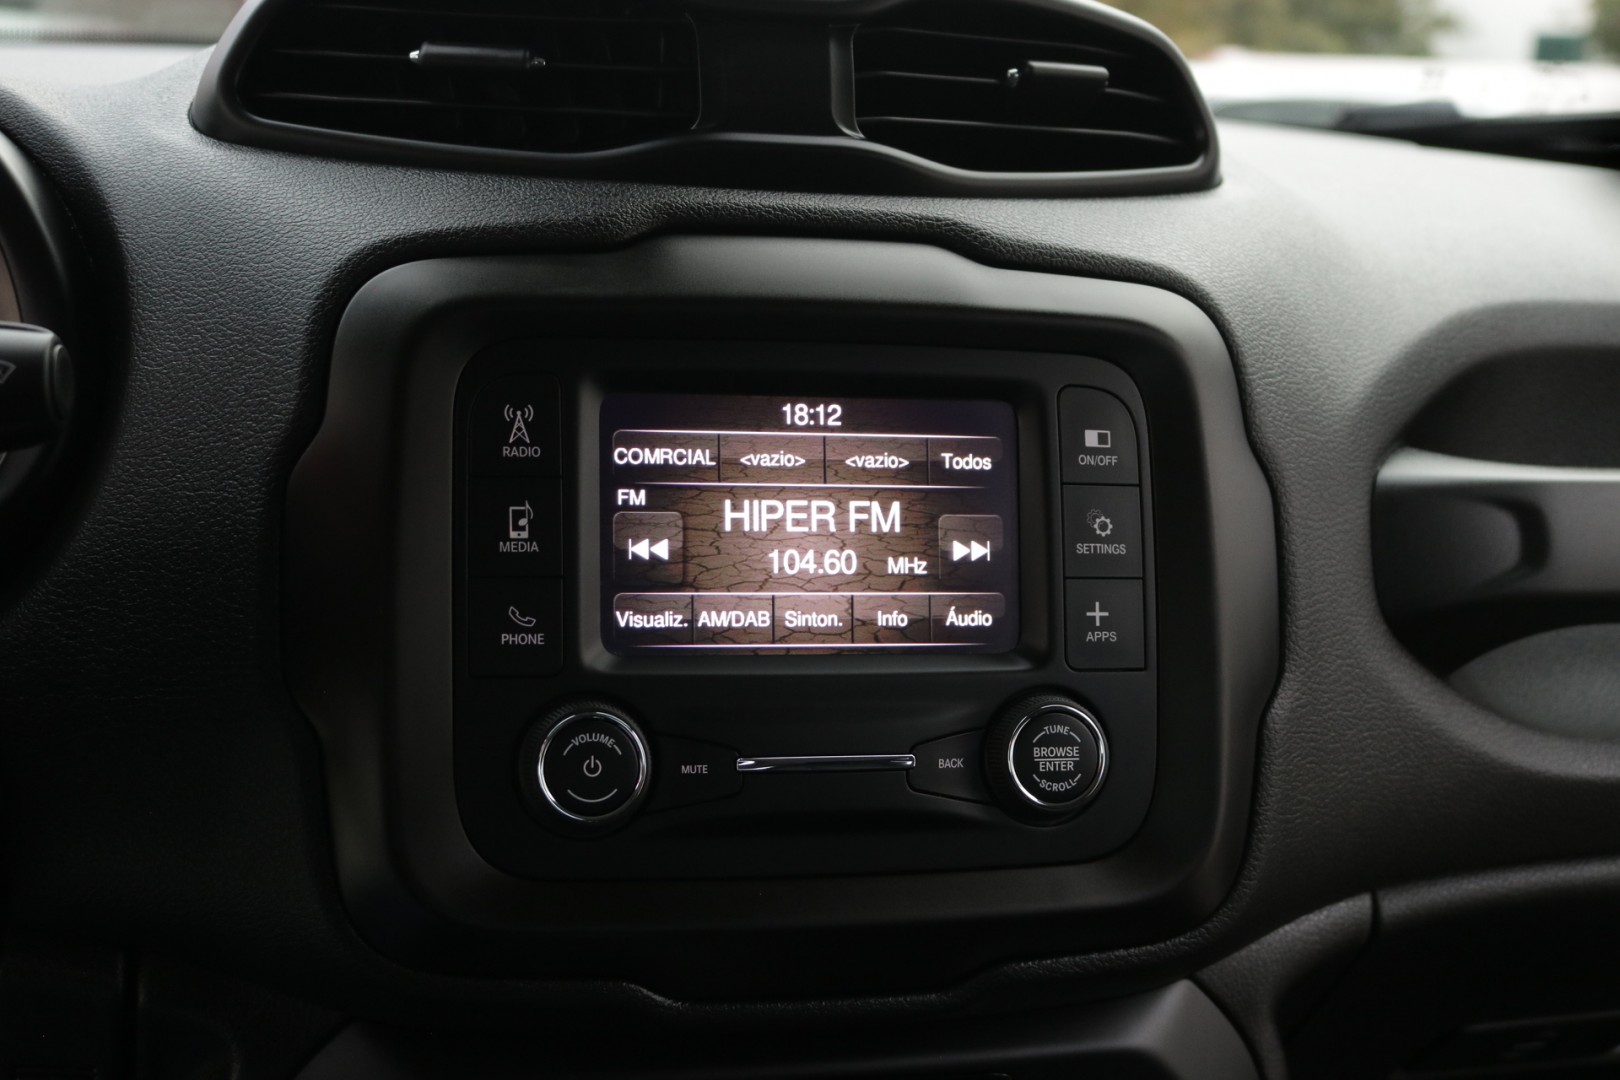 18:12
COMRCIAL <vazio> <vazio> Todos
FM
HIPER FM
104.60 MHz
Visualiz. AM/DAB Sinton. Info Áudio
RADIO
MEDIA
PHONE
ON/OFF
SETTINGS
APPS
VOLUME
MUTE
BACK
TUNE
BROWSE
ENTER
SCROLL